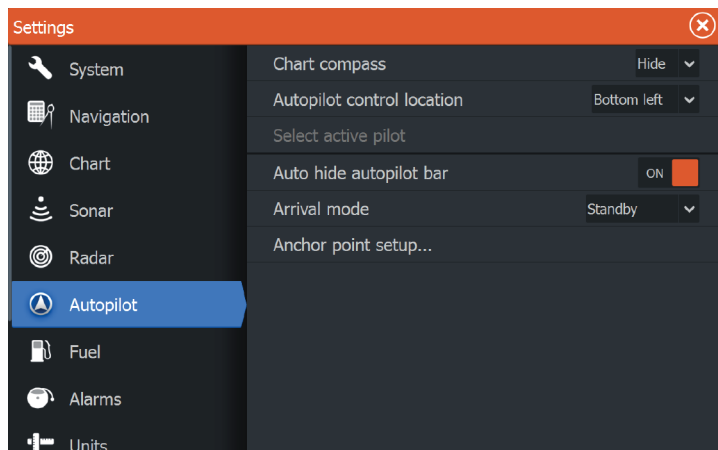 Settings
System
Navigation
Chart
Sonar
Radar
Autopilot
Fuel
Alarms
Units
Chart compass Hide
Autopilot control location Bottom left
Select active pilot
Auto hide autopilot bar ON
Arrival mode Standby
Anchor point setup...